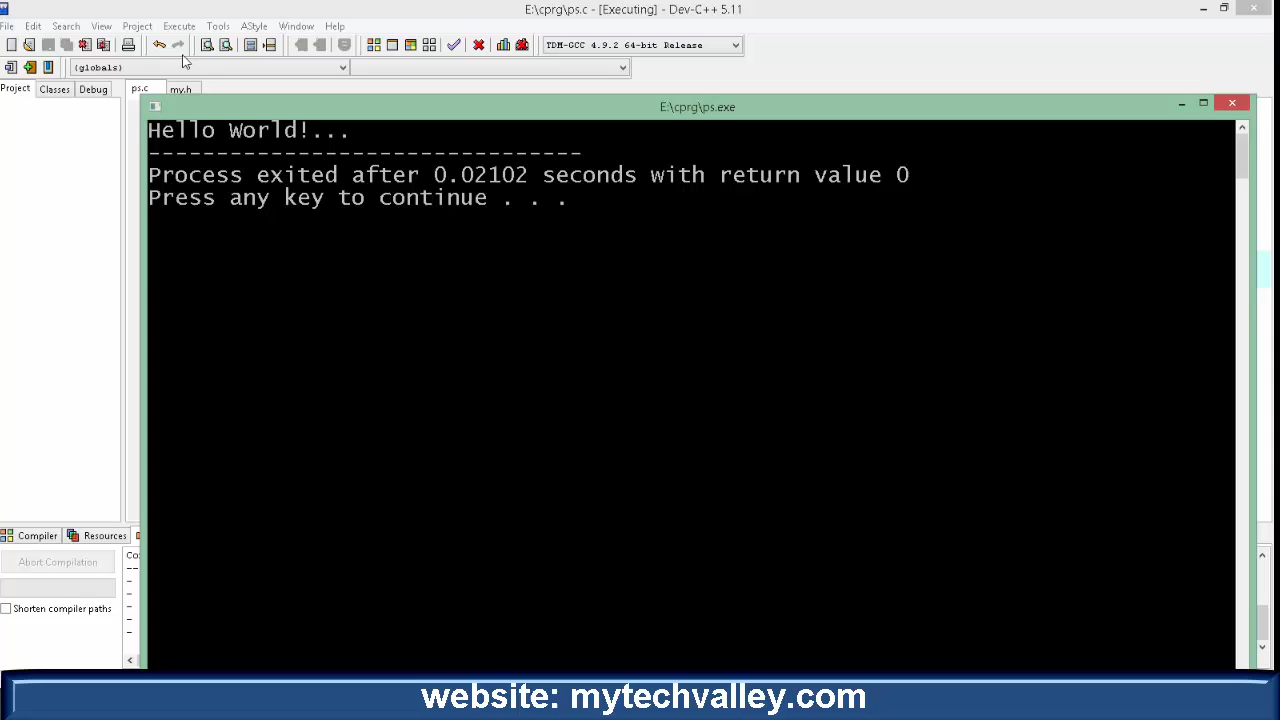 E:\cprg\ps.c - [Executing] - Dev-C++ 5.11
File Edit Search View Project Execute Tools AStyle Window Help
TDM-GCC 4.9.2 64-bit Release
(globals)
Project Classes Debug ps.c my.h
E:\cprg\ps.exe
Hello World!...
--------------------------------
Process exited after 0.02102 seconds with return value 0
Press any key to continue . . .
Compiler Resources
Abort Compilation
Shorten compiler paths
website: mytechvalley.com